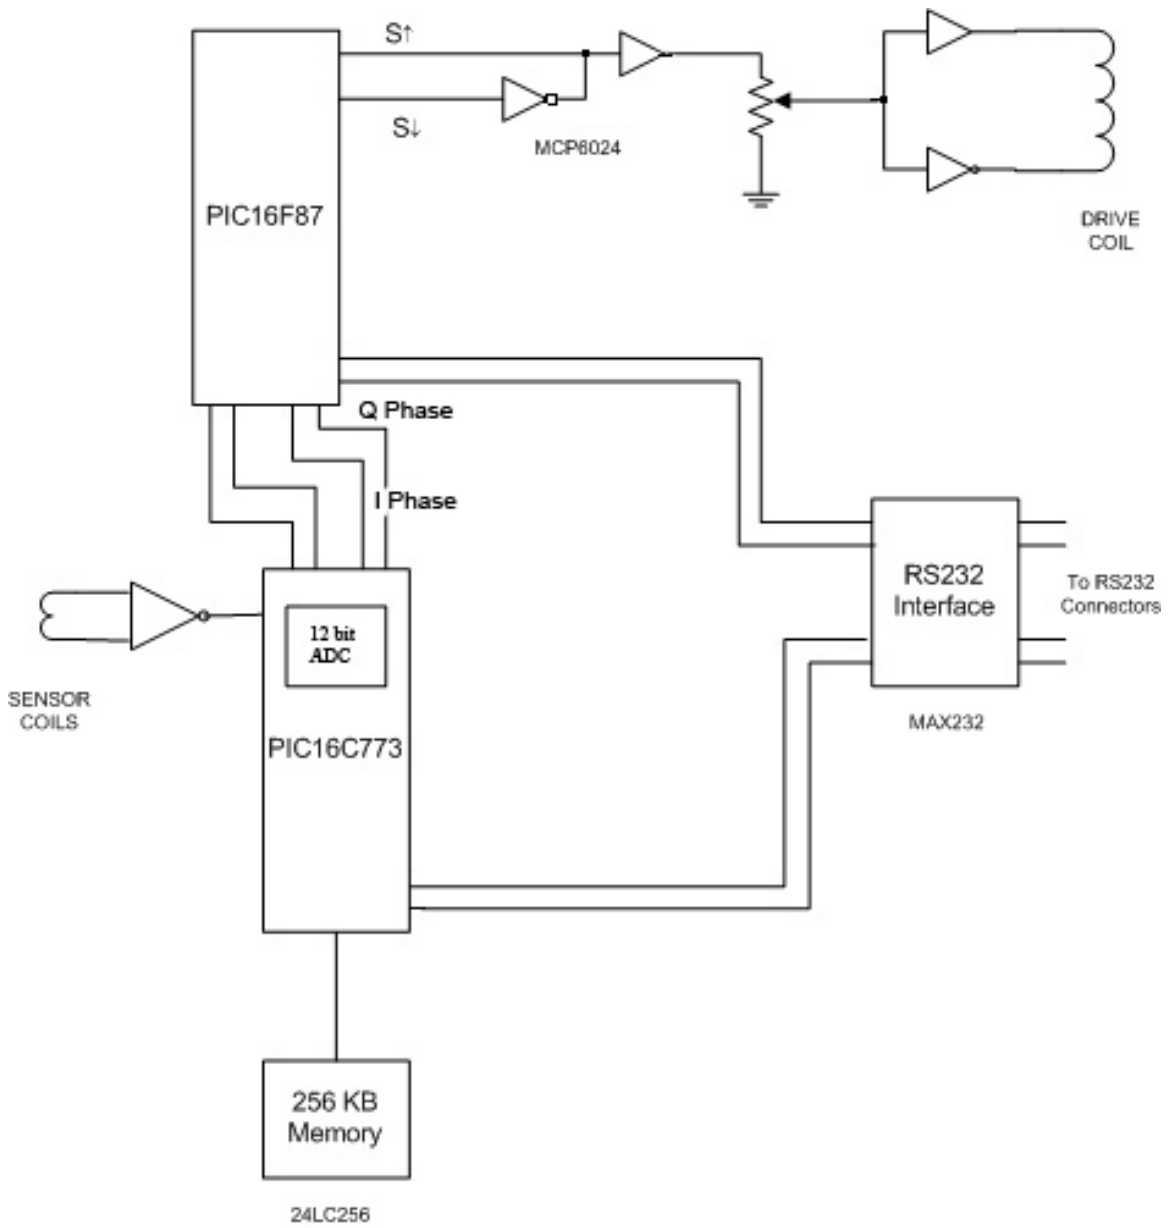 S↑
S↓
MCP6024
PIC16F87
DRIVE
COIL
Q Phase
I Phase
RS232
Interface
To RS232
Connectors
12 bit
ADC
SENSOR
COILS
MAX232
PIC16C773
256 KB
Memory
24LC256